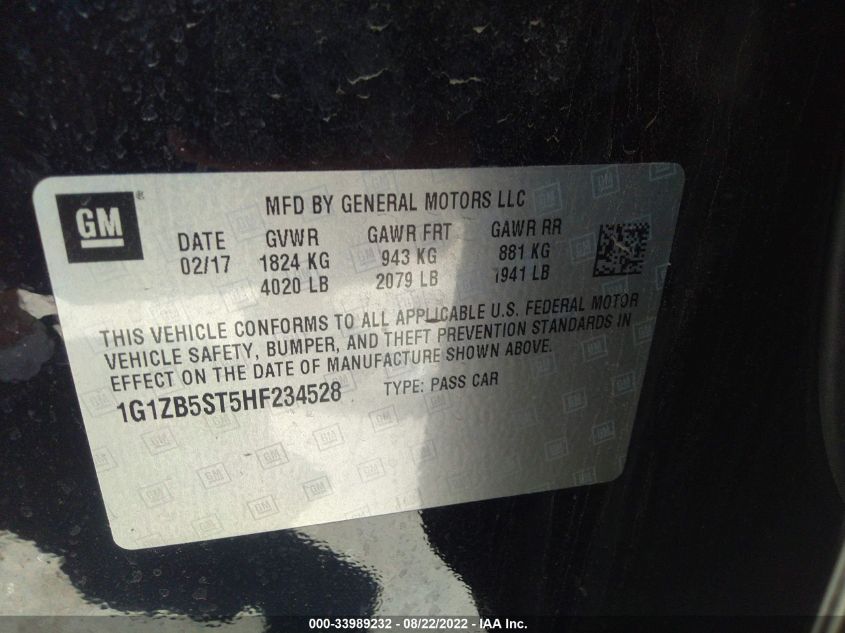 GM ®
MFD BY GENERAL MOTORS LLC
DATE GVWR GAWR FRT GAWR RR
02/17 1824 KG 943 KG 881 KG
4020 LB 2079 LB 1941 LB
THIS VEHICLE CONFORMS TO ALL APPLICABLE U.S. FEDERAL MOTOR
VEHICLE SAFETY, BUMPER, AND THEFT PREVENTION STANDARDS IN
EFFECT ON THE DATE OF MANUFACTURE SHOWN ABOVE.
1G1ZB5ST5HF234528 TYPE: PASS CAR
000-33989232 - 08/22/2022 - IAA Inc.